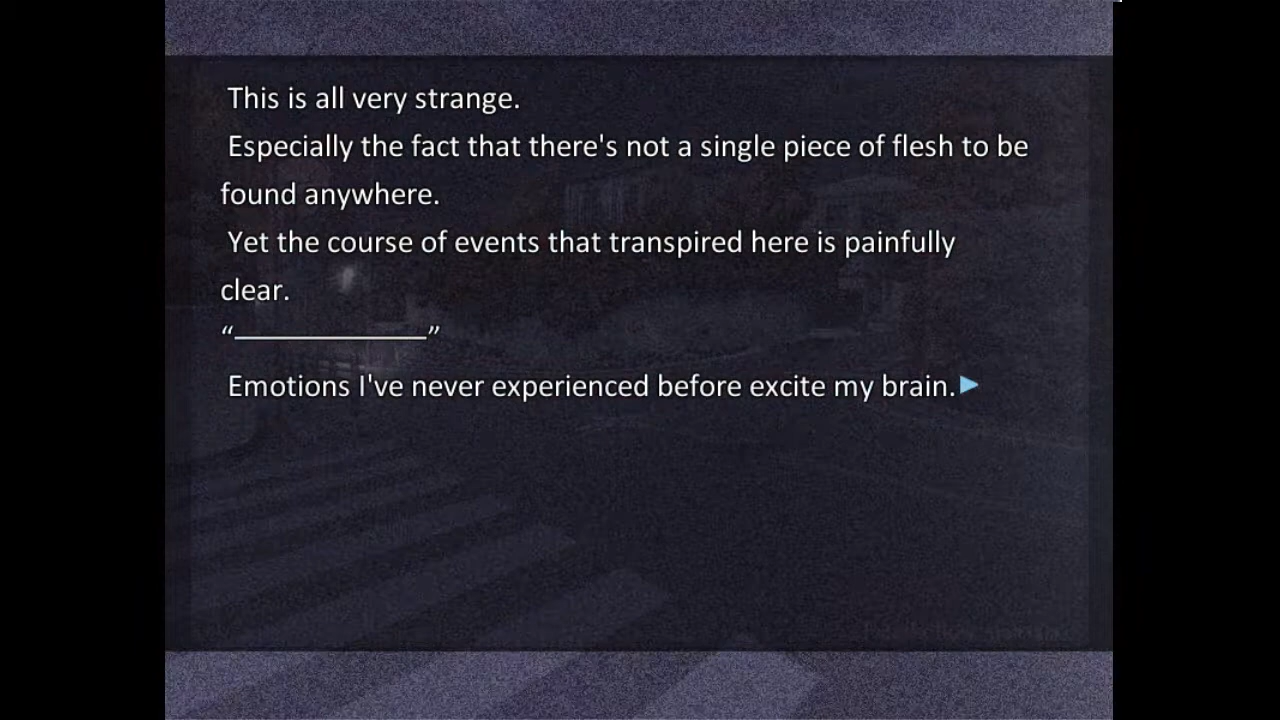 This is all very strange.
Especially the fact that there's not a single piece of flesh to be
found anywhere.
Yet the course of events that transpired here is painfully
clear.
“——————”
Emotions I've never experienced before excite my brain.